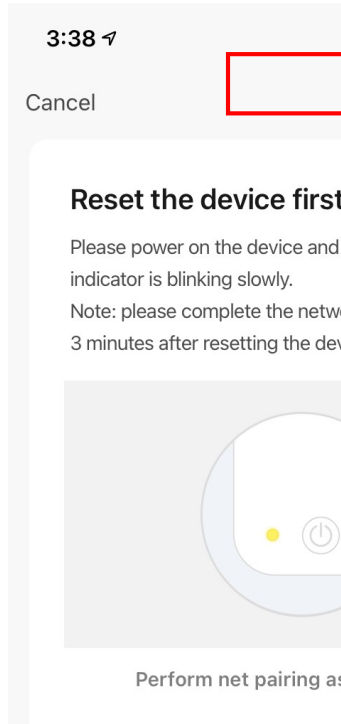 3:38
Cancel
Reset the device first
Please power on the device and
indicator is blinking slowly.
Note: please complete the netw
3 minutes after resetting the dev
Perform net pairing as